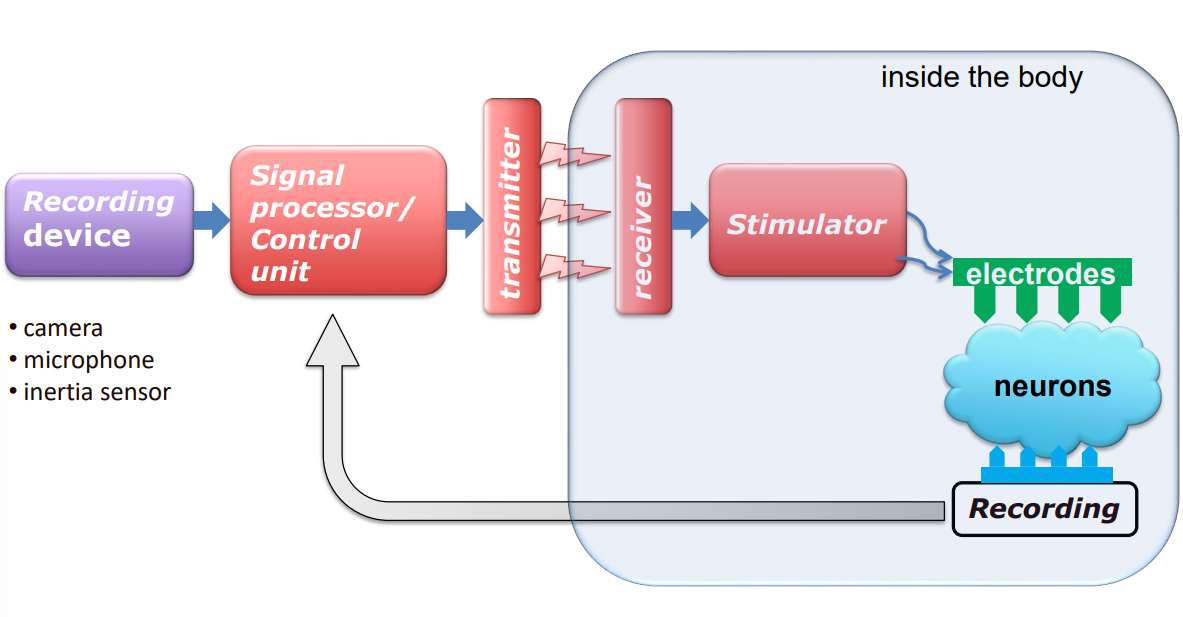 inside the body
Recording
device
Signal
processor/
Control
unit
transmitter
receiver
Stimulator
electrodes
neurons
Recording
• camera
• microphone
• inertia sensor